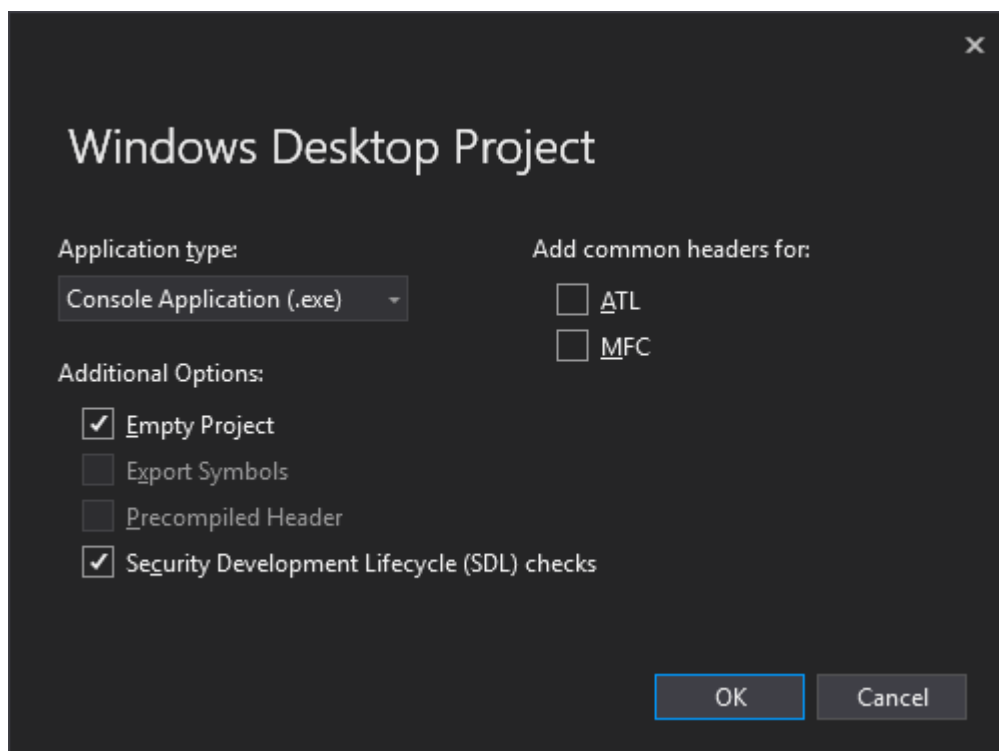 Windows Desktop Project
Application type:
Console Application (.exe)
Additional Options:
Empty Project
Export Symbols
Precompiled Header
Security Development Lifecycle (SDL) checks
Add common headers for:
ATL
MFC
OK
Cancel